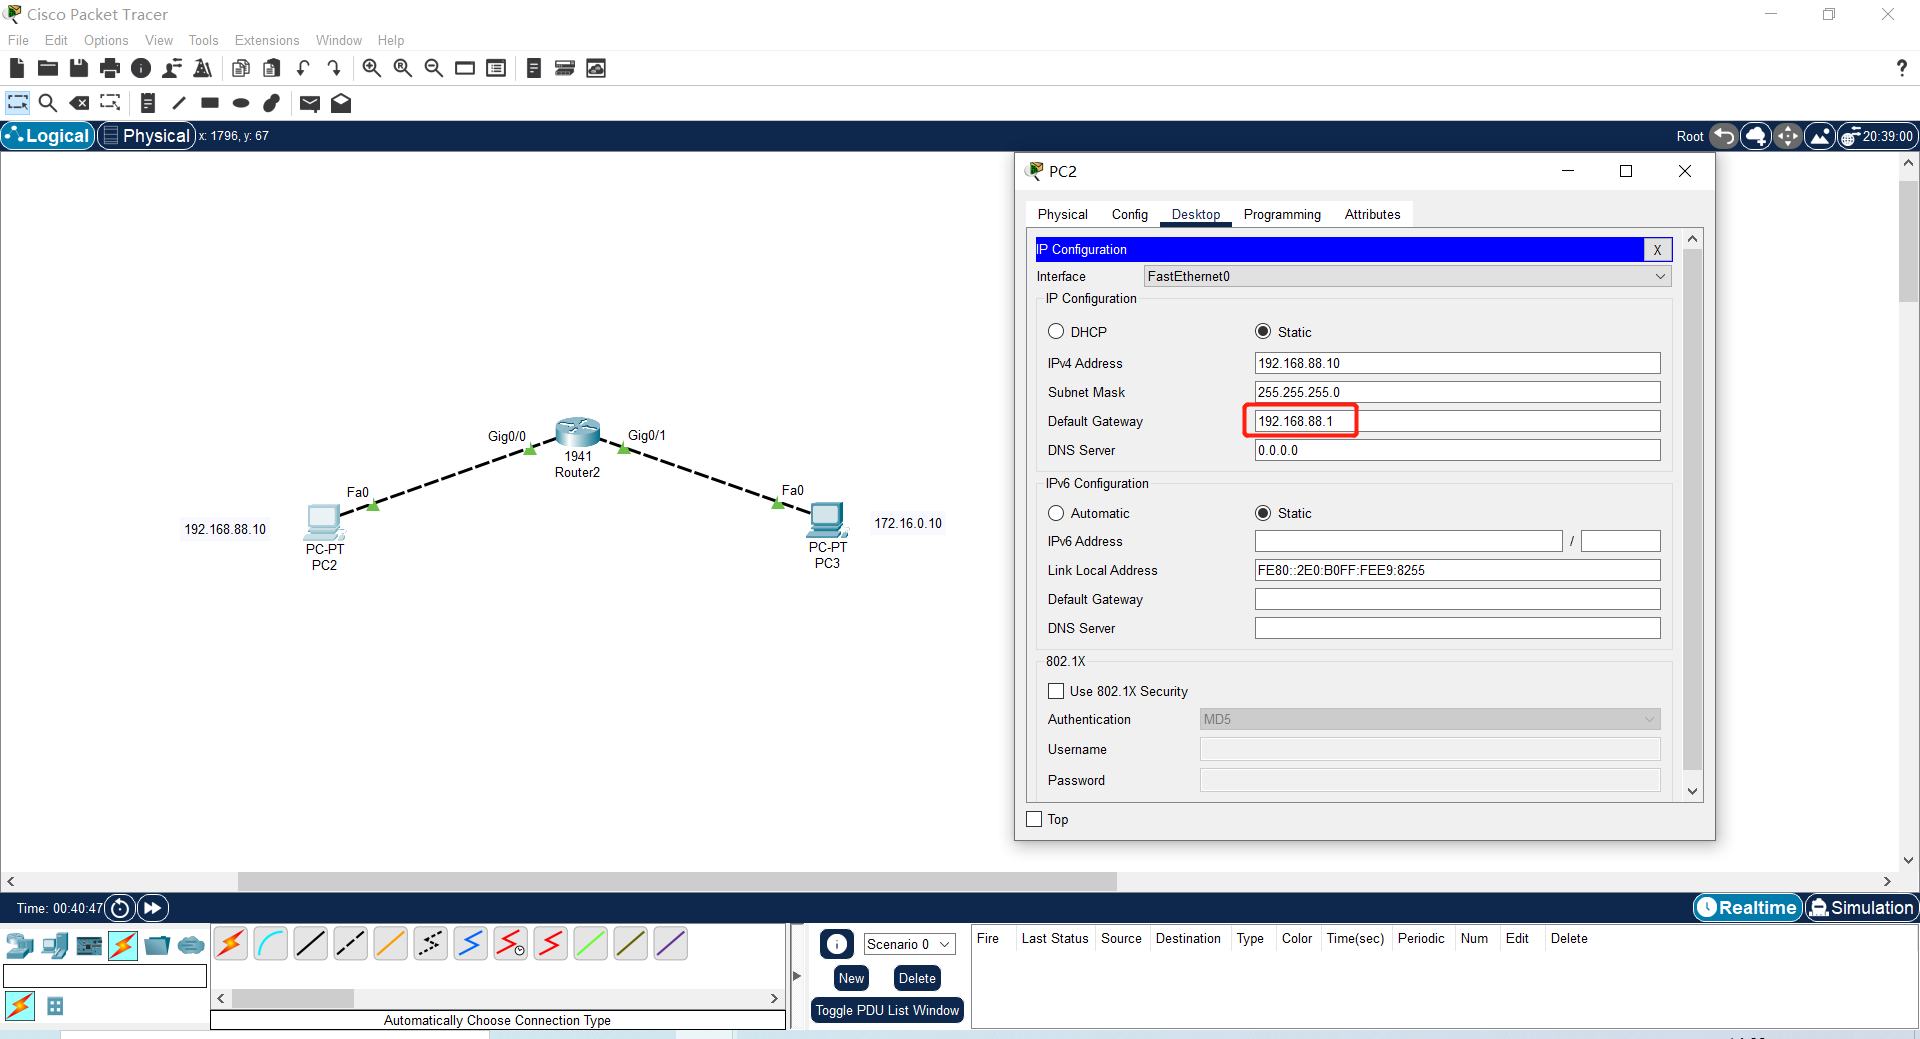 Cisco Packet Tracer
File Edit Options View Tools Extensions Window Help
?
Logical Physical x: 1796, y: 67 Root 20:39:00
PC2
Physical Config Desktop Programming Attributes
IP Configuration X
Interface FastEthernet0
IP Configuration
DHCP Static
IPv4 Address 192.168.88.10
Subnet Mask 255.255.255.0
Default Gateway 192.168.88.1
DNS Server 0.0.0.0
IPv6 Configuration
Automatic Static
IPv6 Address /
Link Local Address FE80::2E0:B0FF:FEE9:8255
Default Gateway
DNS Server
802.1X
Use 802.1X Security
Authentication MD5
Username
Password
Top
Gig0/0 Gig0/1
1941
Router2
Fa0 Fa0
192.168.88.10 172.16.0.10
PC-PT PC-PT
PC2 PC3
Time: 00:40:47 Realtime Simulation
Scenario 0
New Delete
Toggle PDU List Window
Fire Last Status Source Destination Type Color Time(sec) Periodic Num Edit Delete
Automatically Choose Connection Type